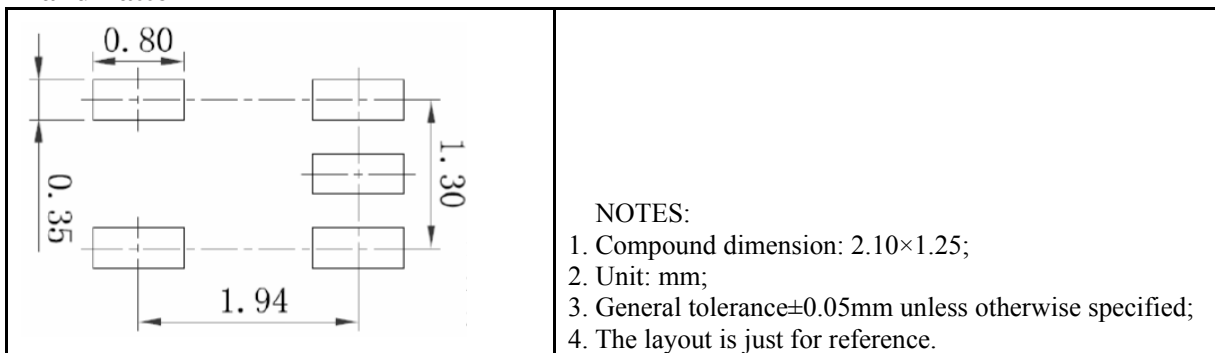 0.80
0.35
1.30
1.94
NOTES:
1. Compound dimension: 2.10×1.25;
2. Unit: mm;
3. General tolerance±0.05mm unless otherwise specified;
4. The layout is just for reference.